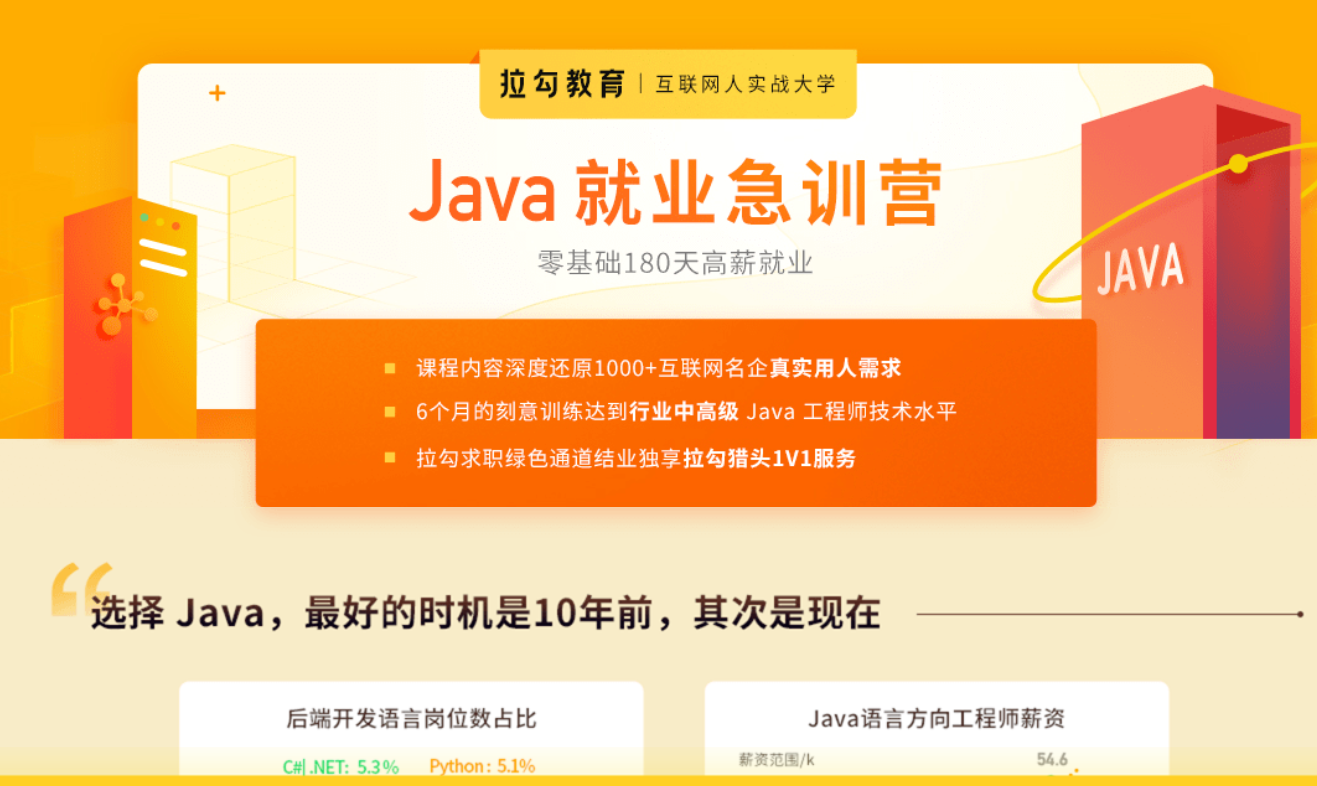 拉勾教育｜互联网人实战大学
Java 就业急训营
零基础180天高薪就业
JAVA
课程内容深度还原1000+互联网名企真实用人需求
6个月的刻意训练达到行业中高级 Java 工程师技术水平
拉勾求职绿色通道结业独享拉勾猎头1V1服务
选择 Java，最好的时机是10年前，其次是现在
后端开发语言岗位数占比
C#| .NET: 5.3%
Python : 5.1%
Java语言方向工程师薪资
薪资范围/k
54.6